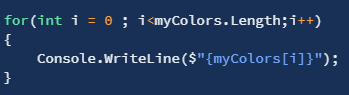 for(int i = 0 ; i<myColors.Length;i++)
{
    Console.WriteLine($"{myColors[i]}");
}